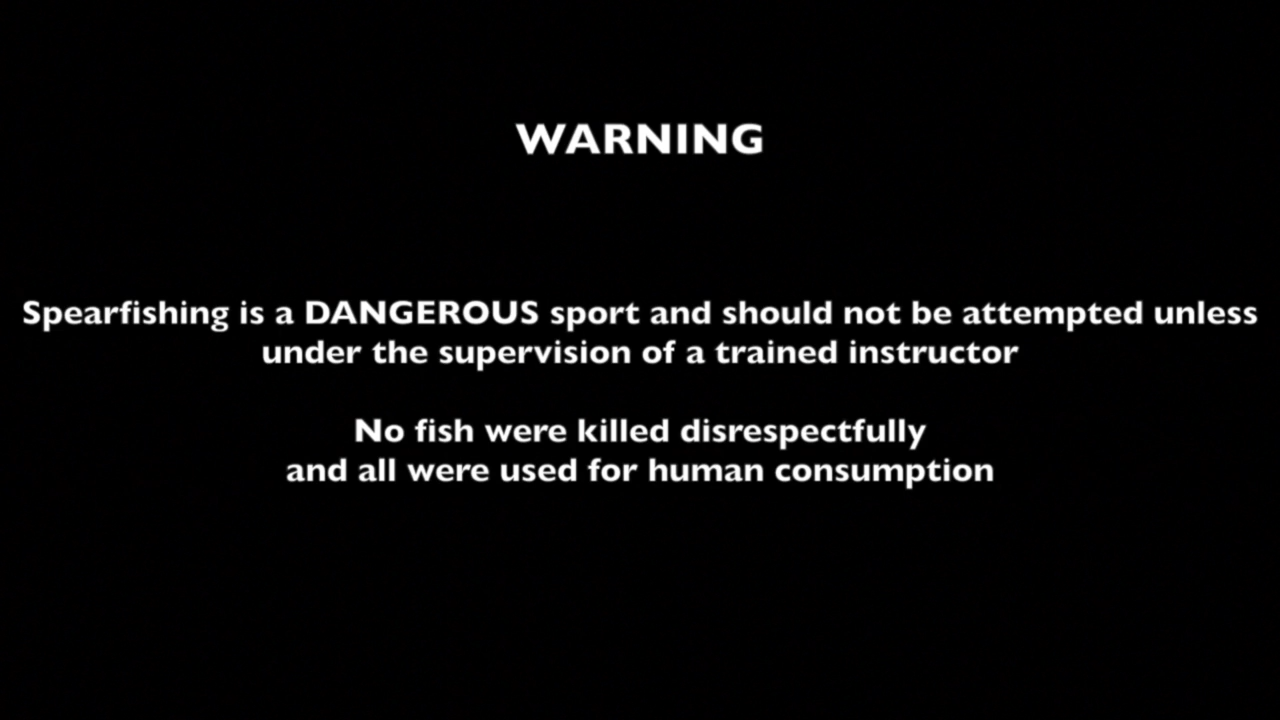 WARNING
Spearfishing is a DANGEROUS sport and should not be attempted unless
under the supervision of a trained instructor
No fish were killed disrespectfully
and all were used for human consumption